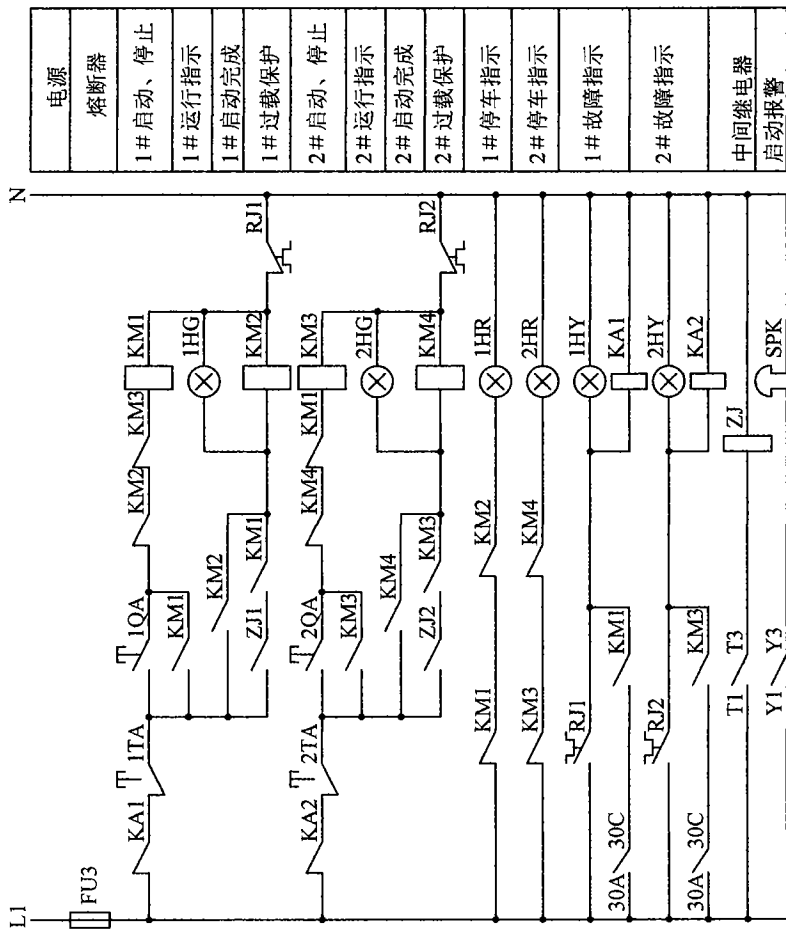 L1
N
FU3
KA1
1TA
1QA
KM2
KM3
KM1
KM1
1HG
KM2
ZJ1
KM1
KM2
RJ1
KA2
2TA
2QA
KM4
KM1
KM3
KM3
2HG
KM4
ZJ2
KM3
KM4
RJ2
KM1
KM2
1HR
KM3
KM4
2HR
RJ1
1HY
30A
30C
KM1
KA1
RJ2
2HY
30A
30C
KM3
KA2
T1
T3
ZJ
Y1
Y3
SPK
电源
熔断器
1#启动、停止
1#运行指示
1#启动完成
1#过载保护
2#启动、停止
2#运行指示
2#启动完成
2#过载保护
1#停车指示
2#停车指示
1#故障指示
2#故障指示
中间继电器
启动报警